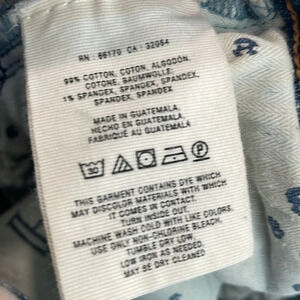 RN : 66170 CA : 32054
99% COTTON, COTON, ALGODÓN,
COTONE, BAUMWOLLE;
1% SPANDEX, SPANDEX,
SPANDEX, SPANDEX
MADE IN GUATEMALA,
HECHO EN GUATEMALA,
FABRIQUÉ AU GUATEMALA
30
P
THIS GARMENT CONTAINS DYE WHICH
MAY DISCOLOR MATERIALS WITH WHICH
IT COMES IN CONTACT.
TURN INSIDE OUT.
MACHINE WASH COLD WITH LIKE COLORS.
USE ONLY NON-CHLORINE BLEACH.
TUMBLE DRY LOW.
LOW IRON AS NEEDED.
MAY BE DRY CLEANED